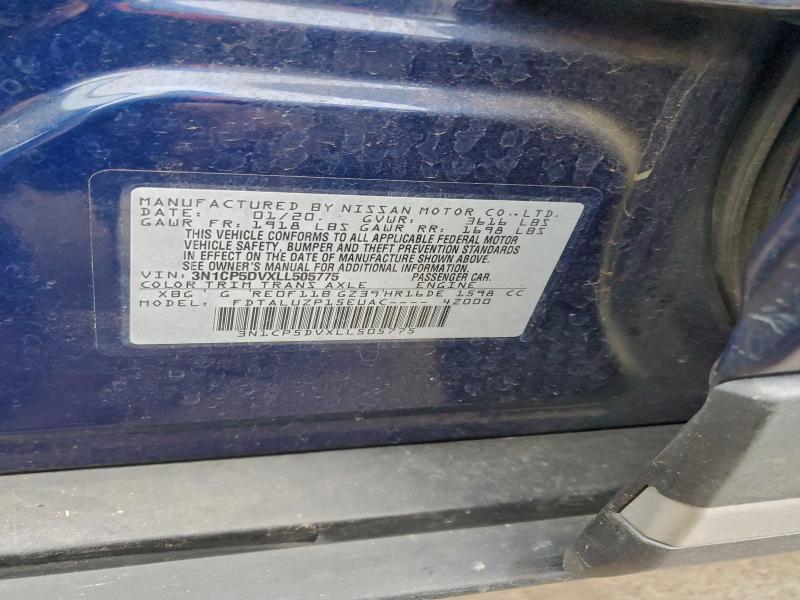 MANUFACTURED BY NISSAN MOTOR CO.,LTD.
DATE: 01/20. GVWR: 3616 LBS
GAWR FR: 1918 LBS GAWR RR: 1698 LBS
THIS VEHICLE CONFORMS TO ALL APPLICABLE FEDERAL MOTOR
VEHICLE SAFETY, BUMPER AND THEFT PREVENTION STANDARDS
IN EFFECT ON THE DATE OF MANUFACTURE SHOWN ABOVE.
SEE OWNER'S MANUAL FOR ADDITIONAL INFORMATION.
VIN: 3N1CP5DVXLL505775 PASSENGER CAR.
COLOR TRIM TRANS AXLE ENGINE
XBG' G 'RE0F11B GZ39'HR16DE 1598 CC
MODEL: FDTALUZP15EUAC---- 4Z000
3N1CP5DVXLL505775